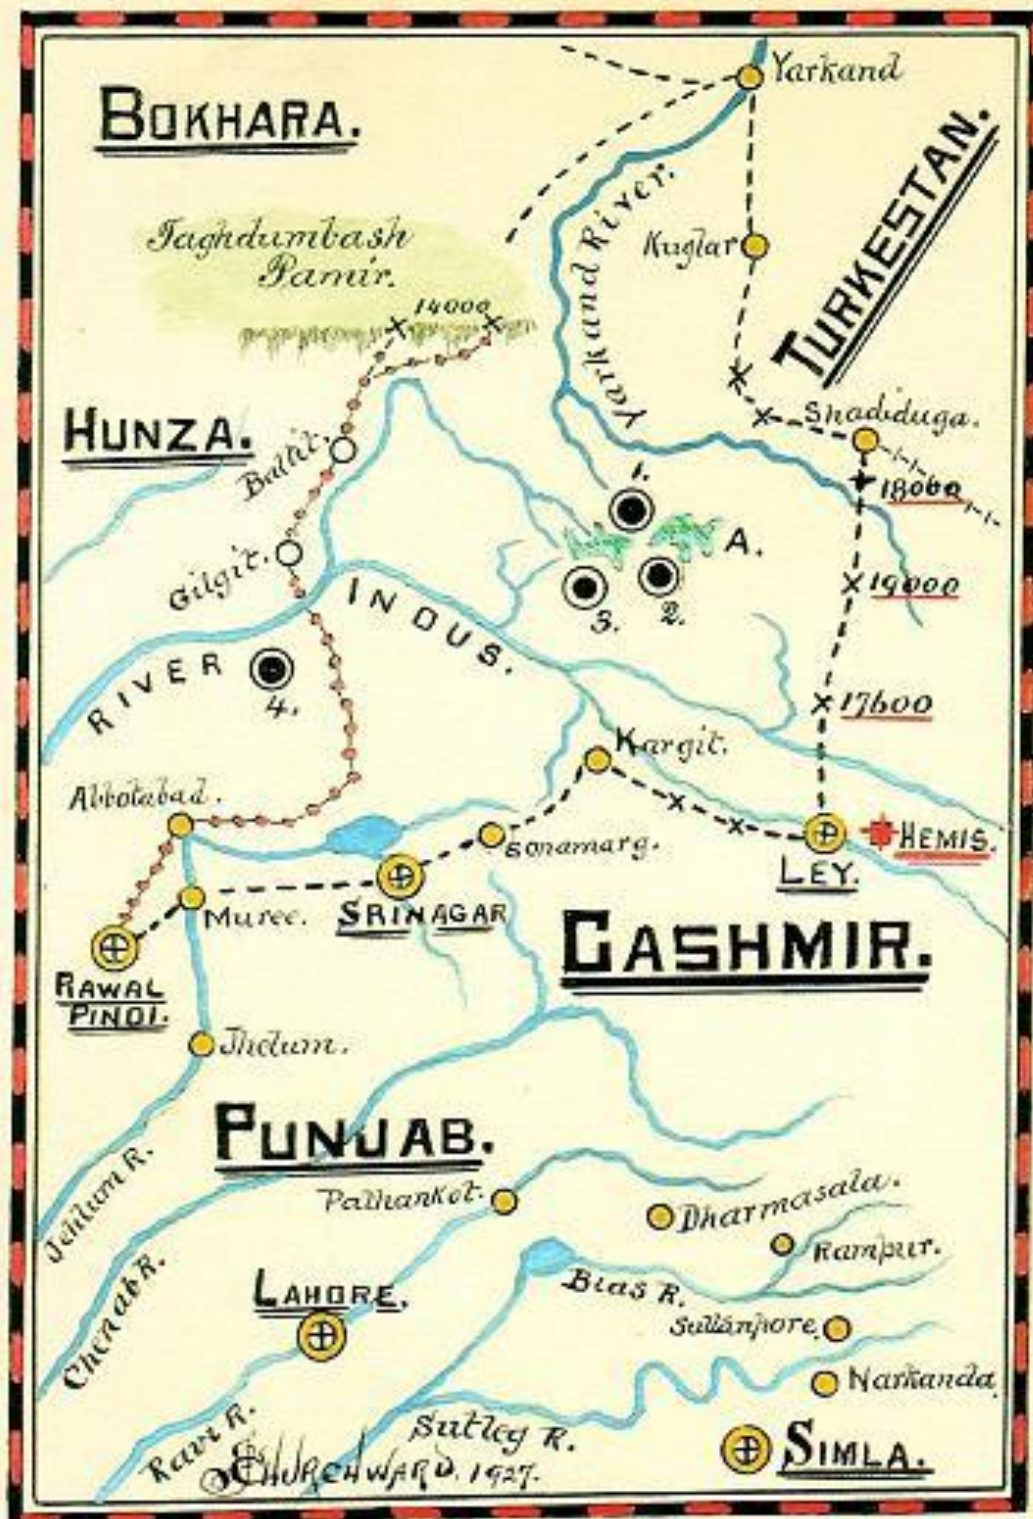 Yarkand
BOKHARA.
TURKESTAN.
Yarkand River.
Taghdumbash
Pamir.
Kuglar
14000
HUNZA.
Baltit.
Shadiduga.
1.
18000
A.
Gilgit.
19000
3.
2.
RIVER INDUS.
4.
17600
Kargit.
Abbotabad.
HEMIS.
Sonamarg.
LEY.
Muree.
SRINAGAR
CASHMIR.
RAWAL
PINDI.
Jhelum.
PUNJAB.
Jehlum R.
Pathankot.
Dharmasala.
Rampur.
Chenab R.
LAHORE.
Bias R.
Sultanpore.
Narkanda
Ravi R.
Sutleg R.
SIMLA.
CHURCHWARD. 1927.